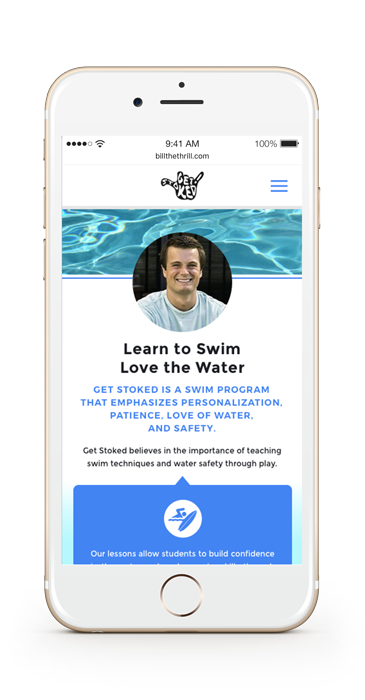 9:41 AM
100%
billthethrill.com
GET
STOKED
Learn to Swim
Love the Water
GET STOKED IS A SWIM PROGRAM
THAT EMPHASIZES PERSONALIZATION,
PATIENCE, LOVE OF WATER,
AND SAFETY.
Get Stoked believes in the importance of teaching
swim techniques and water safety through play.
Our lessons allow students to build confidence